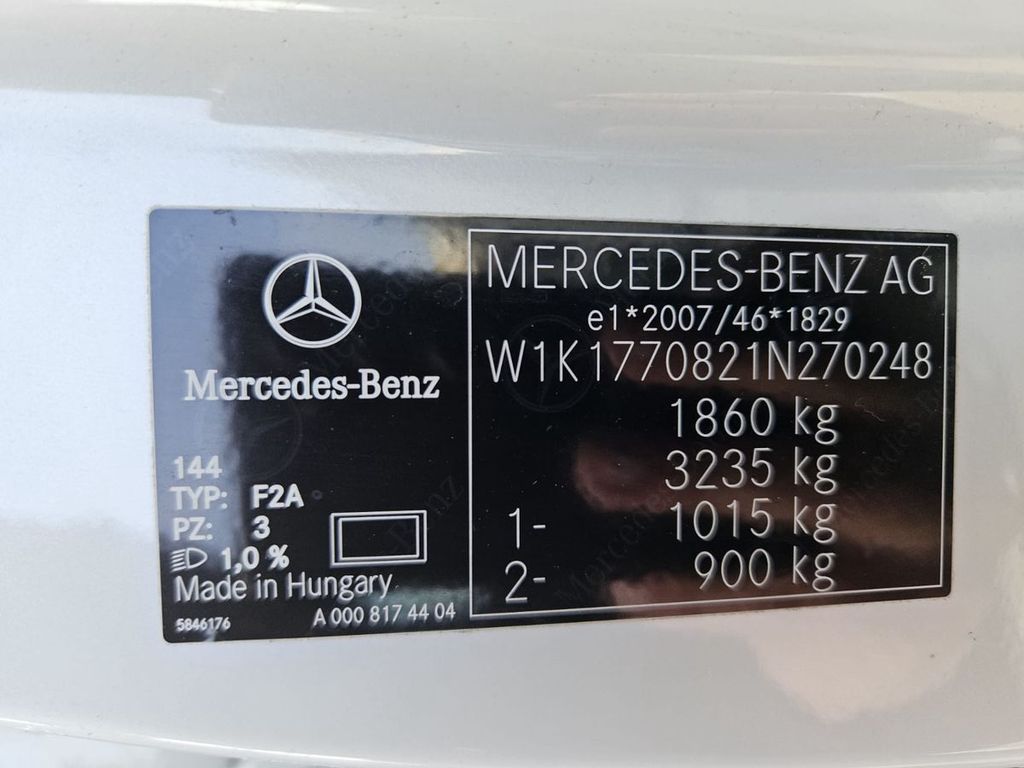 Mercedes-Benz
144
TYP: F2A
PZ: 3
1,0 %
Made in Hungary
5846176 A 000 817 44 04
MERCEDES-BENZ AG
e1*2007/46*1829
W1K1770821N270248
1860 kg
3235 kg
1- 1015 kg
2- 900 kg